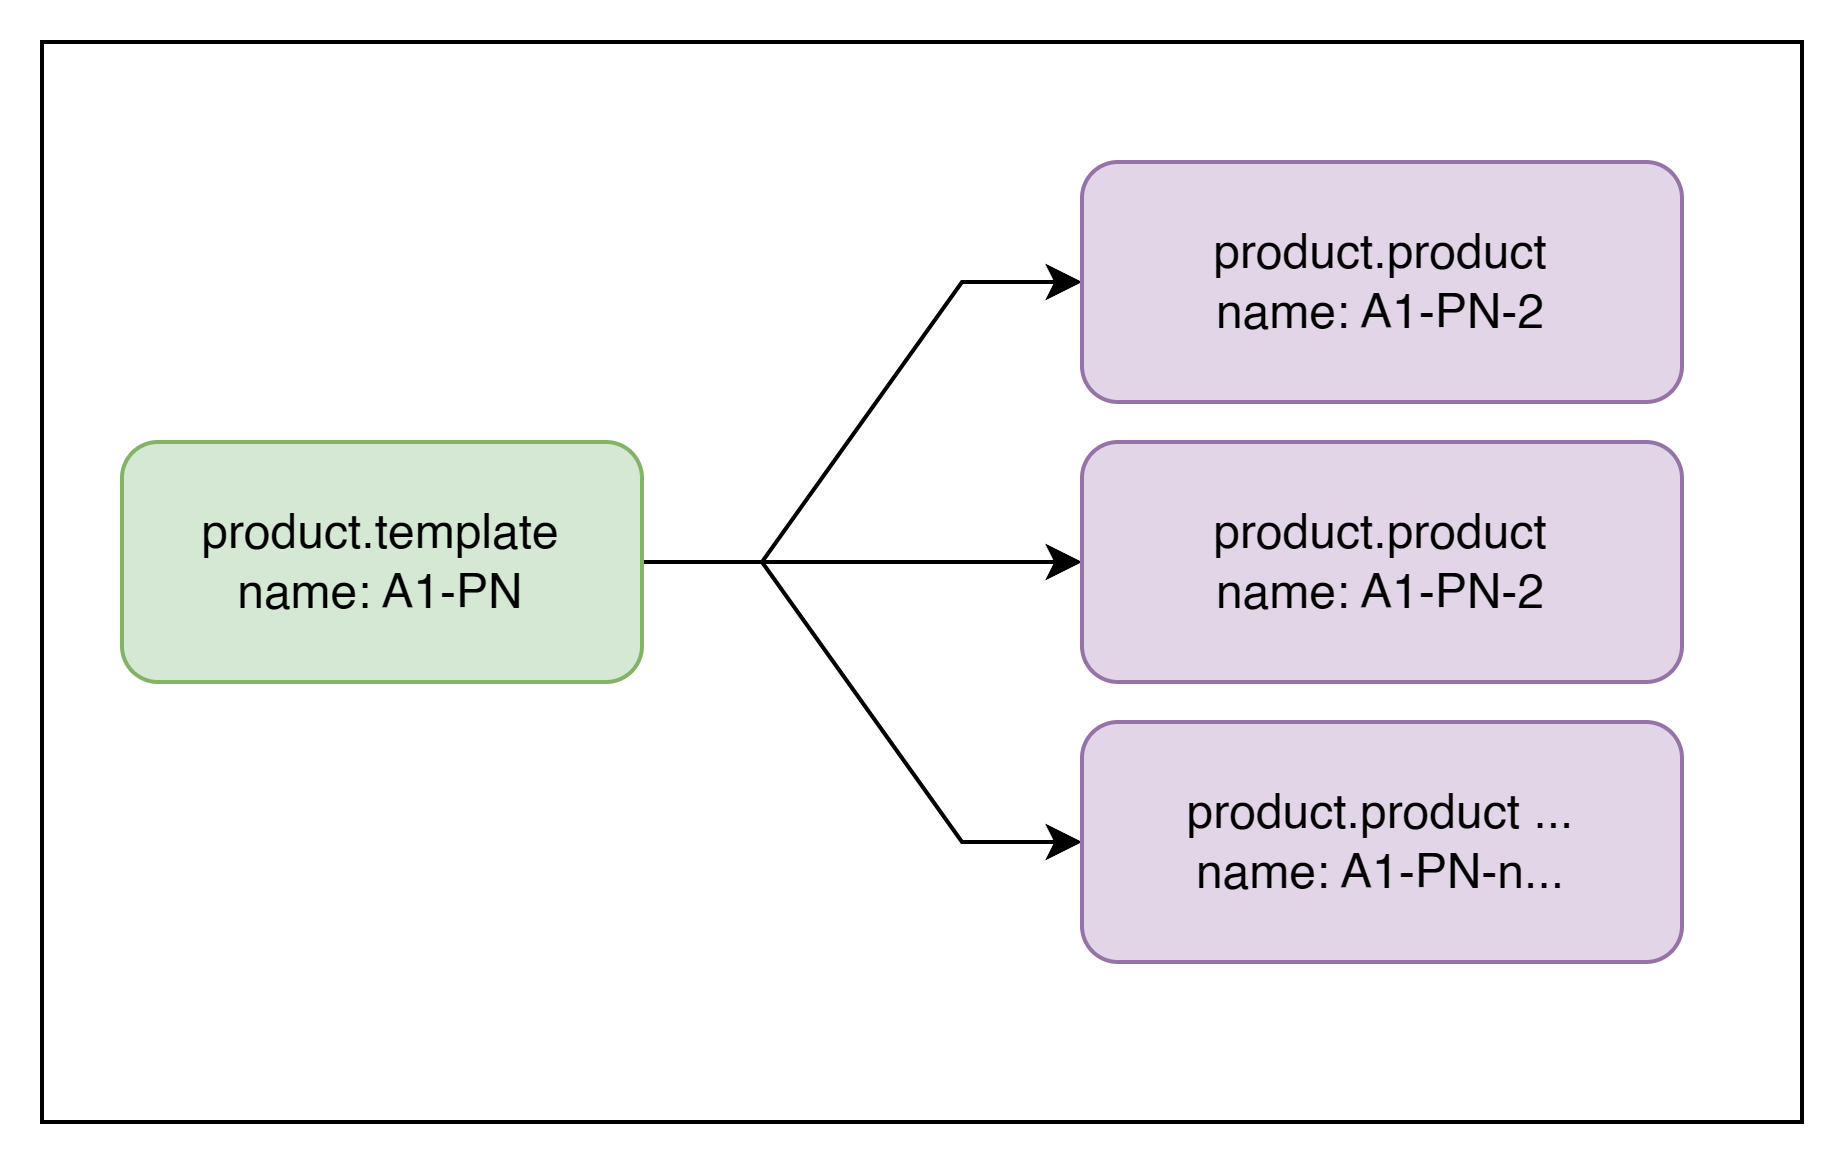 product.template
name: A1-PN
product.product
name: A1-PN-2
product.product
name: A1-PN-2
product.product ...
name: A1-PN-n...